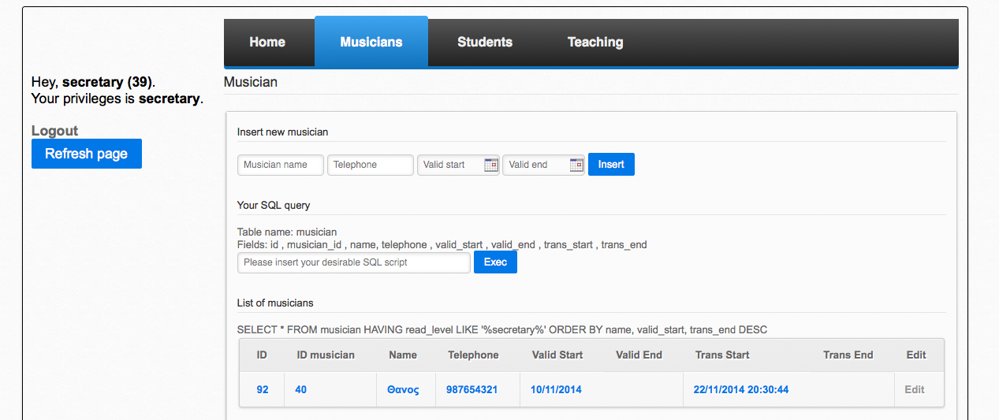 Home Musicians Students Teaching
Hey, secretary (39).
Your privileges is secretary.
Logout
Refresh page
Musician
Insert new musician
Musician name Telephone Valid start Valid end Insert
Your SQL query
Table name: musician
Fields: id , musician_id , name, telephone , valid_start , valid_end , trans_start , trans_end
Please insert your desirable SQL script Exec
List of musicians
SELECT * FROM musician HAVING read_level LIKE '%secretary%' ORDER BY name, valid_start, trans_end DESC
ID ID musician Name Telephone Valid Start Valid End Trans Start Trans End Edit
92 40 Θανος 987654321 10/11/2014 22/11/2014 20:30:44 Edit